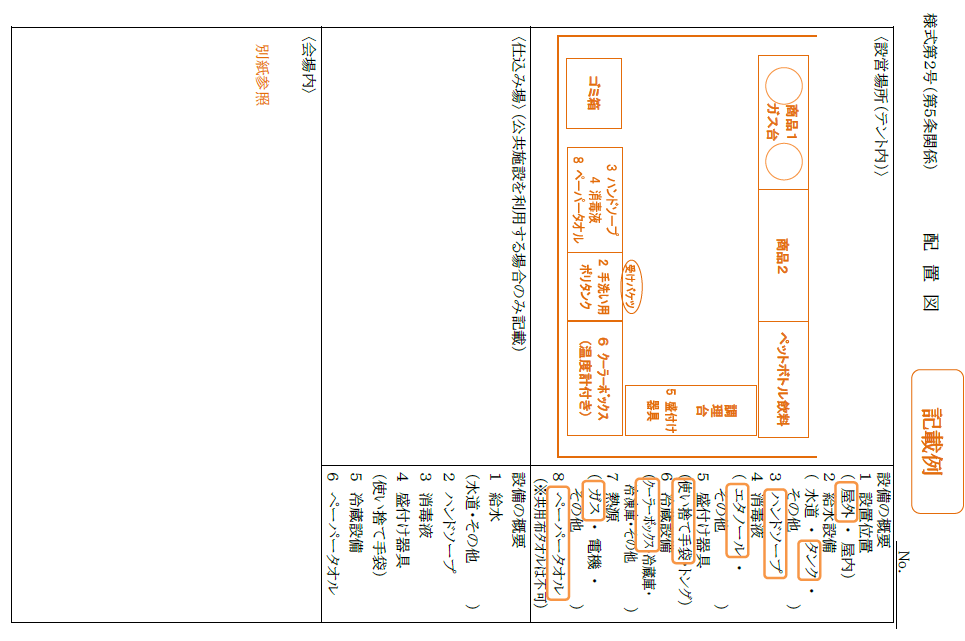 様式第2号（第5条関係）
配　置　図
記載例
No.
〈設営場所（テント内）〉
商品１
ガス台
商品２
ペットボトル飲料
調理台
５ 盛付け器具
ゴミ箱
３ ハンドソープ
４ 消毒液
８ ペーパータオル
２ 手洗い用
ポリタンク
受けバケツ
６ クーラーボックス
（温度計付き）
設備の概要
１ 設置位置
（ 屋外 ・ 屋内）
２ 給水設備
（ 水道 ・ タンク ・
その他　　　　）
３ ハンドソープ
４ 消毒液
（ エタノール ・
その他　　　　）
５ 盛付け器具
（使い捨て手袋・トング）
６ 冷蔵設備
（クーラーボックス・冷蔵庫・
冷凍庫・その他　　）
７ 熱源
（ ガス ・ 電機 ・
その他　　　　）
８ ペーパータオル
（※共用布タオルは不可）
〈仕込み場〉（公共施設を利用する場合のみ記載）
設備の概要
１ 給水
（水道・その他　　）
２ ハンドソープ
３ 消毒液
４ 盛付け器具
（使い捨て手袋）
５ 冷蔵設備
６ ペーパータオル
〈会場内〉
別紙参照